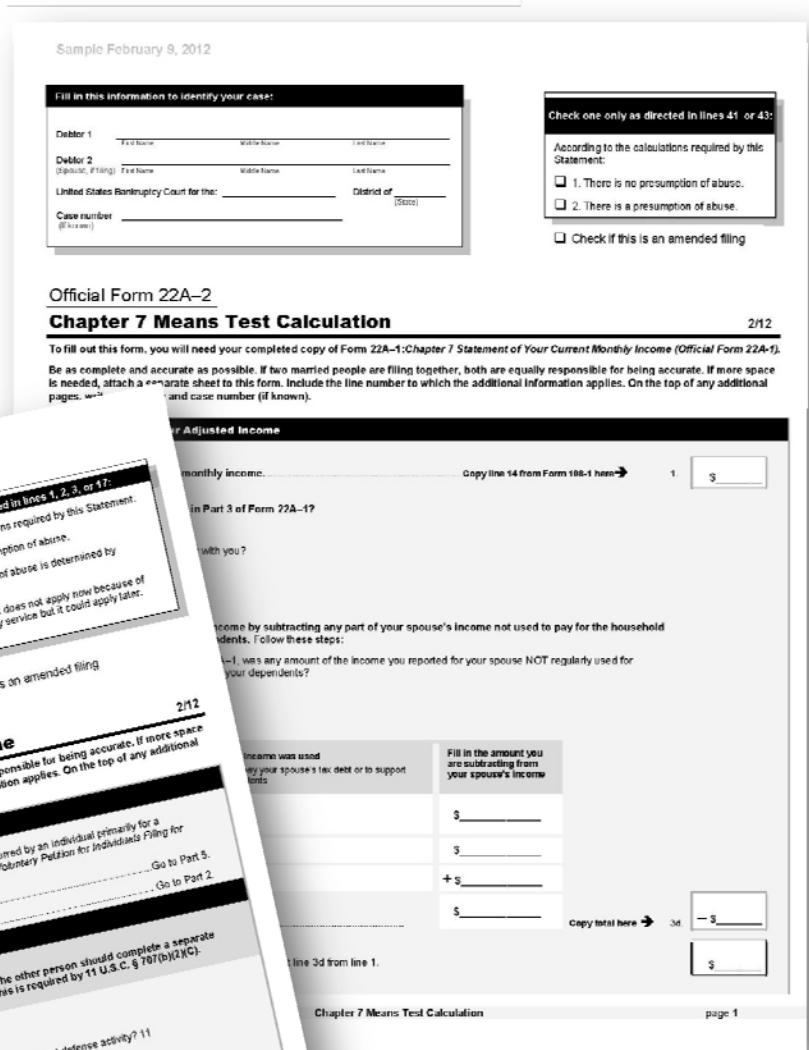 Sample February 9, 2012
Fill in this information to identify your case:
Debtor 1
First Name Middle Name Last Name
Debtor 2
(Spouse, if filing) First Name Middle Name Last Name
United States Bankruptcy Court for the: District of
(State)
Case number
(If known)
Check one only as directed in lines 41 or 43:
According to the calculations required by this
Statement:
❑ 1. There is no presumption of abuse.
❑ 2. There is a presumption of abuse.
❑ Check if this is an amended filing
Official Form 22A–2
Chapter 7 Means Test Calculation 2/12
To fill out this form, you will need your completed copy of Form 22A–1:Chapter 7 Statement of Your Current Monthly Income (Official Form 22A-1).
Be as complete and accurate as possible. If two married people are filing together, both are equally responsible for being accurate. If more space
is needed, attach a separate sheet to this form. Include the line number to which the additional information applies. On the top of any additional
pages, and case number (if known).
Adjusted Income
monthly income. Copy line 14 from Form 108-1 here➔ 1. $
in Part 3 of Form 22A–1?
with you?
income by subtracting any part of your spouse's income not used to pay for the household
Follow these steps:
–1, was any amount of the income you reported for your spouse NOT regularly used for
your dependents?
income was used
pay your spouse's tax debt or to support
Fill in the amount you
are subtracting from
your spouse's income
$
$
+ $
$ Copy total here ➔ 3d. – $
line 3d from line 1. $
Chapter 7 Means Test Calculation page 1
in lines 1, 2, 3, or 17:
required by this Statement.
of abuse.
of abuse is determined by
does not apply now because of
service but it could apply later.
an amended filing
2/12
responsible for being accurate. If more space
applies. On the top of any additional
by an individual primarily for a
Voluntary Petition for Individuals Filing for
Go to Part 5.
Go to Part 2.
the other person should complete a separate
this is required by 11 U.S.C. § 707(b)(2)(C).
defense activity? 11